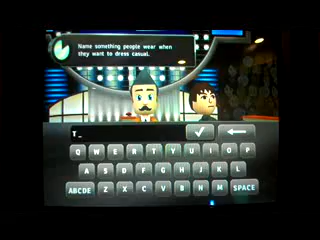 Name something people wear when
they want to dress casual.
T_
Q W E R T Y U I O P
A S D F G H J K L
ABCDE Z X C V B N M SPACE